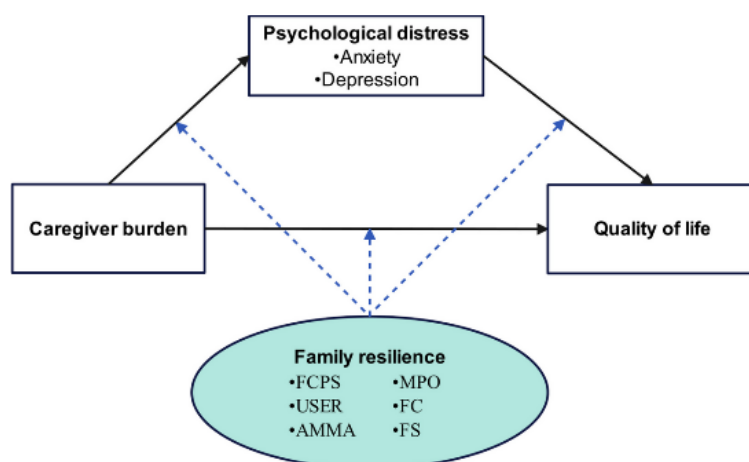 Psychological distress
•Anxiety
•Depression
Caregiver burden
Quality of life
Family resilience
•FCPS •MPO
•USER •FC
•AMMA •FS